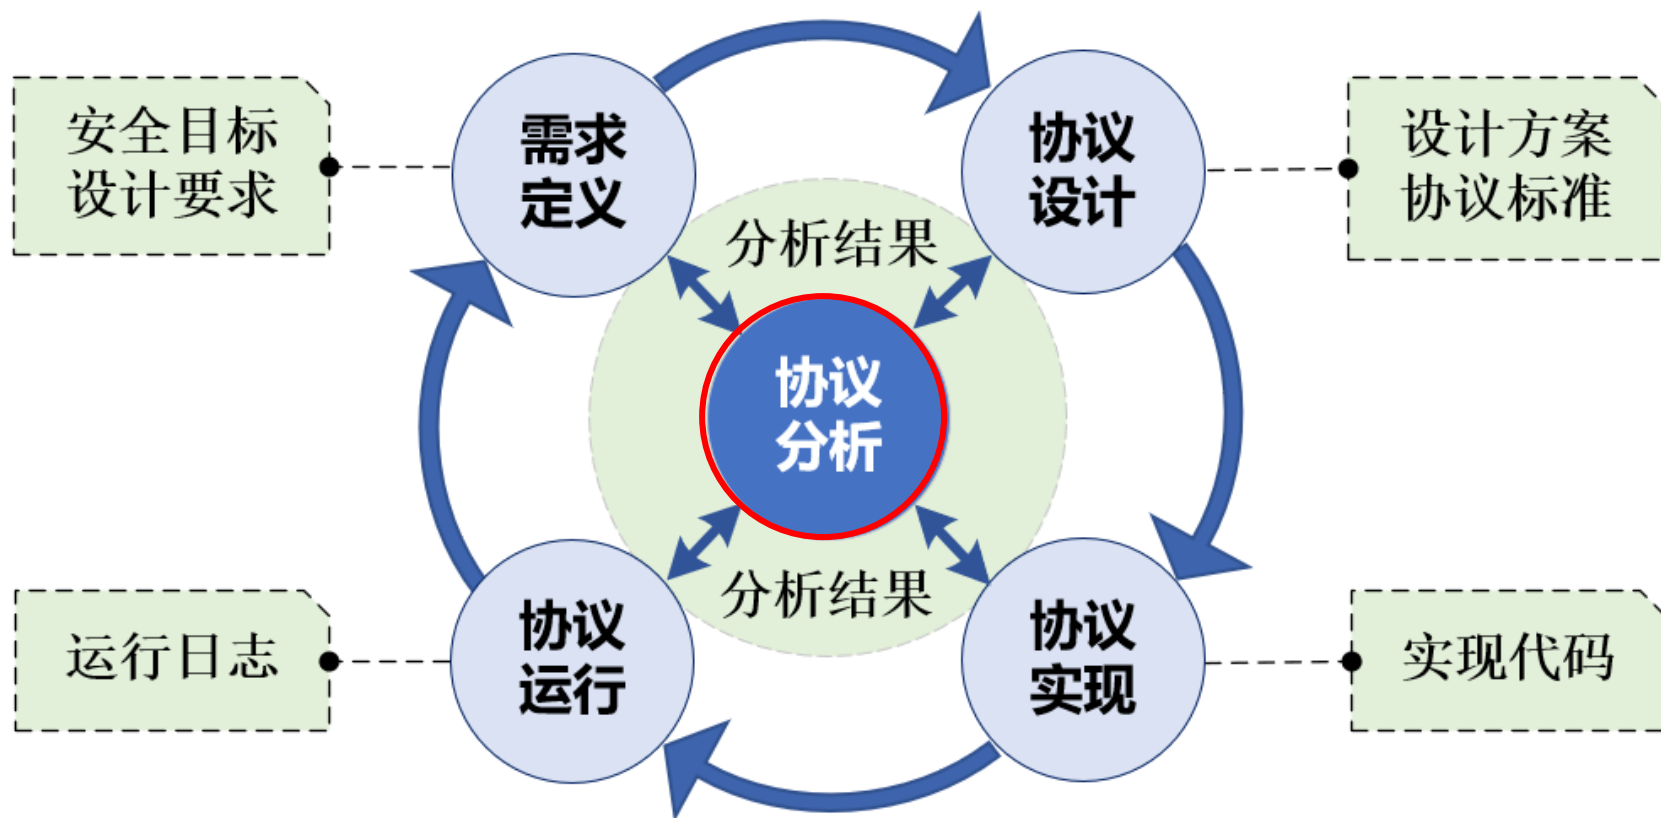 安全目标
设计要求
需求
定义
协议
设计
设计方案
协议标准
分析结果
协议
分析
分析结果
运行日志
协议
运行
协议
实现
实现代码